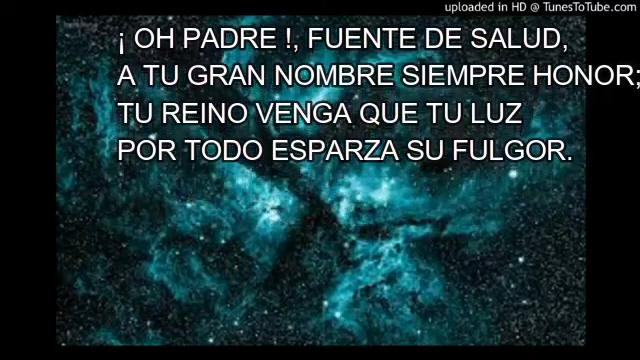 uploaded in HD @ TunesToTube.com
¡ OH PADRE !, FUENTE DE SALUD,
A TU GRAN NOMBRE SIEMPRE HONOR;
TU REINO VENGA QUE TU LUZ
POR TODO ESPARZA SU FULGOR.